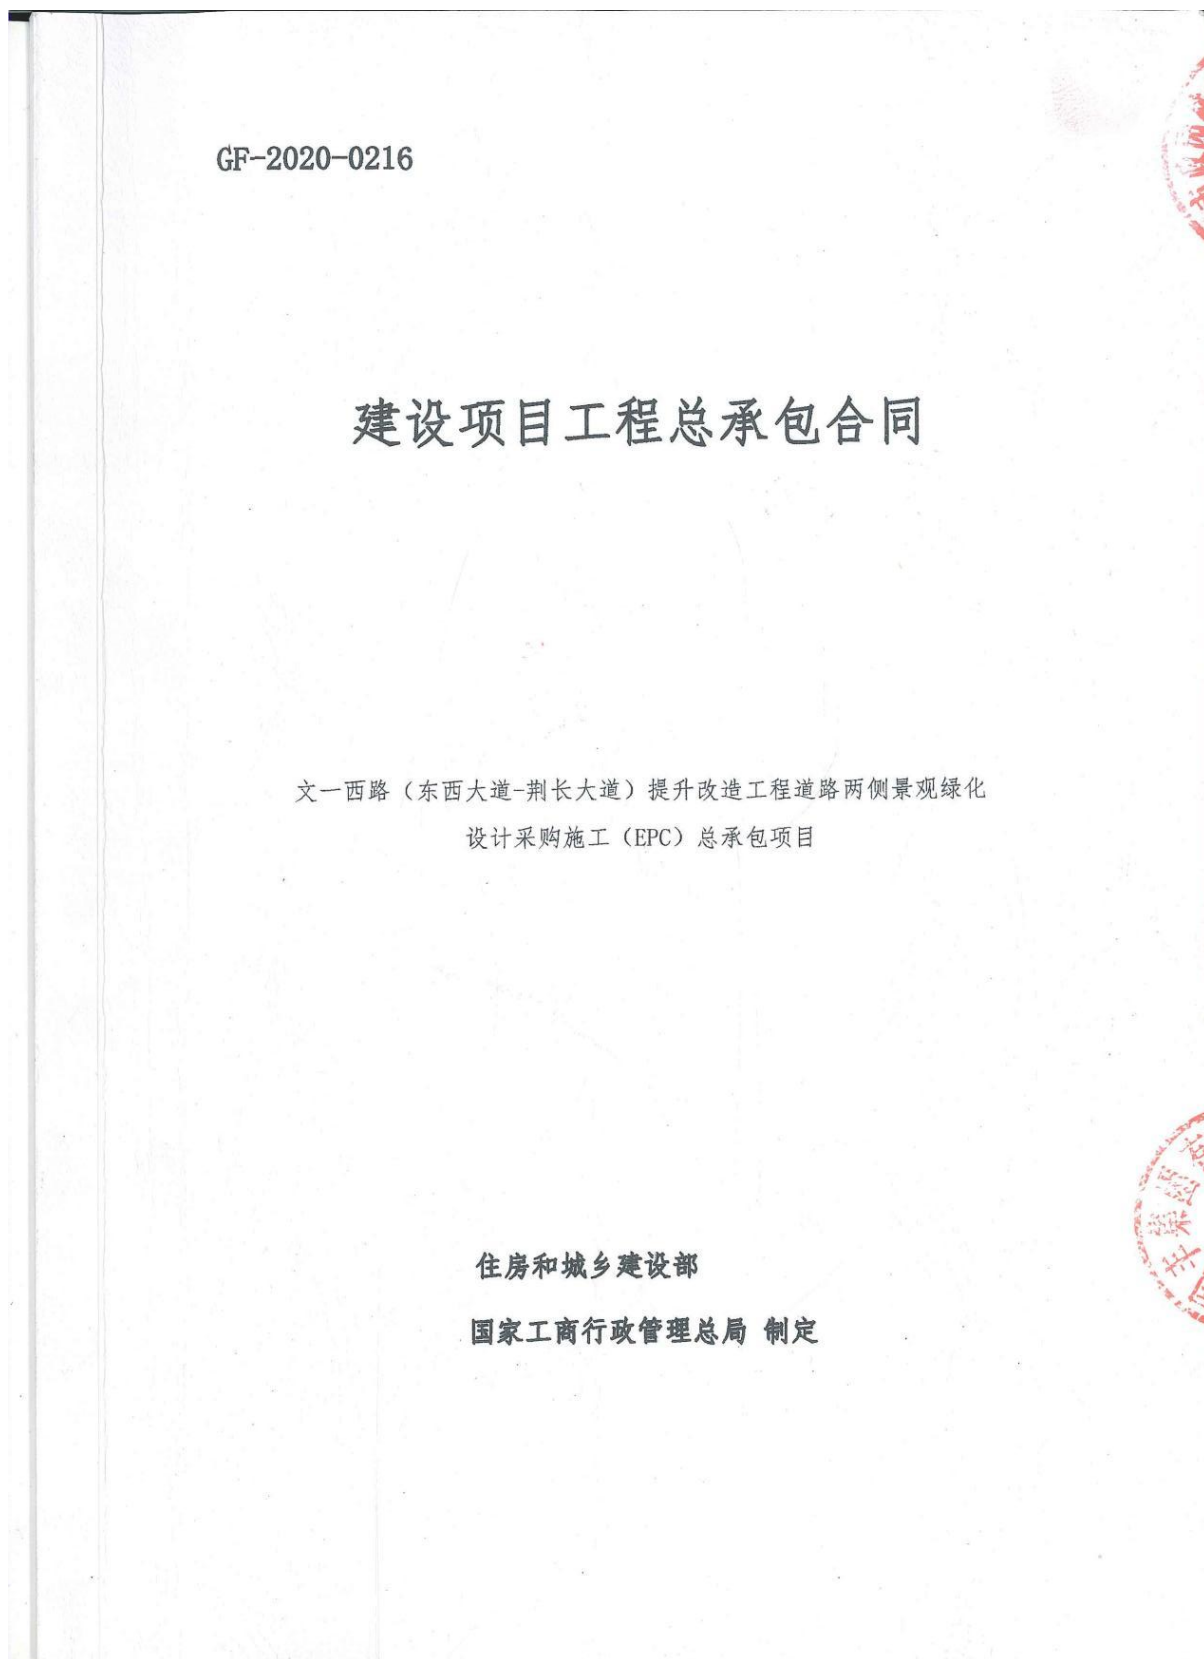 GF-2020-0216
建设项目工程总承包合同
文一西路（东西大道-荆长大道）提升改造工程道路两侧景观绿化
设计采购施工（EPC）总承包项目
住房和城乡建设部
国家工商行政管理总局 制定